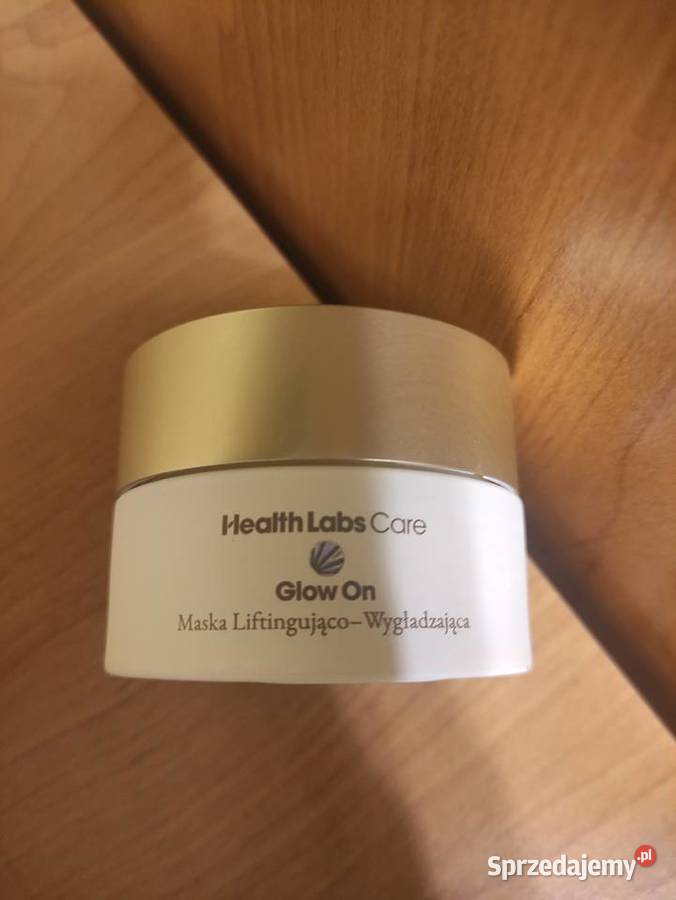 Health Labs Care
Glow On
Maska Liftingująco–Wygładzająca
Sprzedajemy.pl